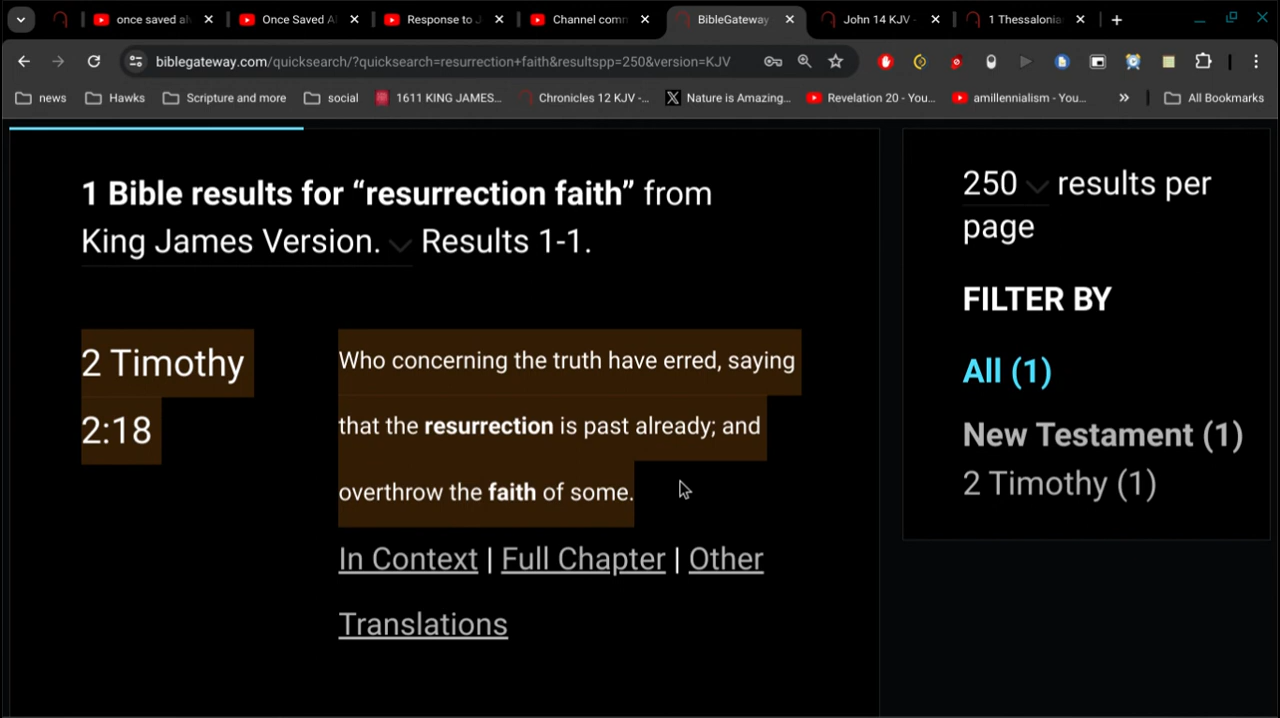 once saved al
Once Saved Al
Response to J
Channel comm
BibleGateway
John 14 KJV -
1 Thessalonia
biblegateway.com/quicksearch/?quicksearch=resurrection+faith&resultspp=250&version=KJV
news
Hawks
Scripture and more
social
1611 KING JAMES...
Chronicles 12 KJV -...
Nature is Amazing...
Revelation 20 - You...
amillennialism - You...
»
All Bookmarks
1 Bible results for “resurrection faith” from
King James Version. Results 1-1.
2 Timothy
2:18
Who concerning the truth have erred, saying
that the resurrection is past already; and
overthrow the faith of some.
In Context | Full Chapter | Other
Translations
250 results per
page
FILTER BY
All (1)
New Testament (1)
2 Timothy (1)